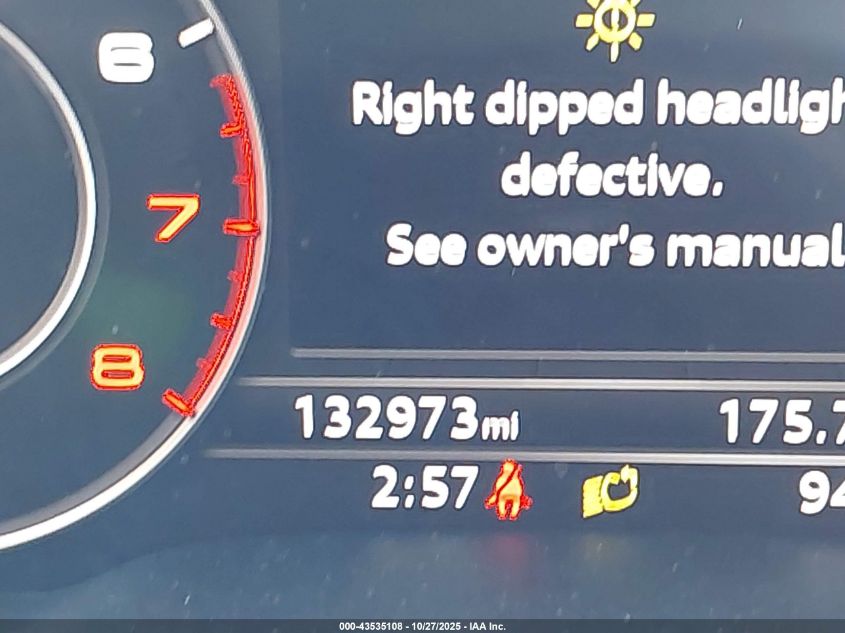 6
Right dipped headligh
defective.
See owner's manual
7
8
132973mi 175.7
2:57 94
000-43535108 - 10/27/2025 - IAA Inc.